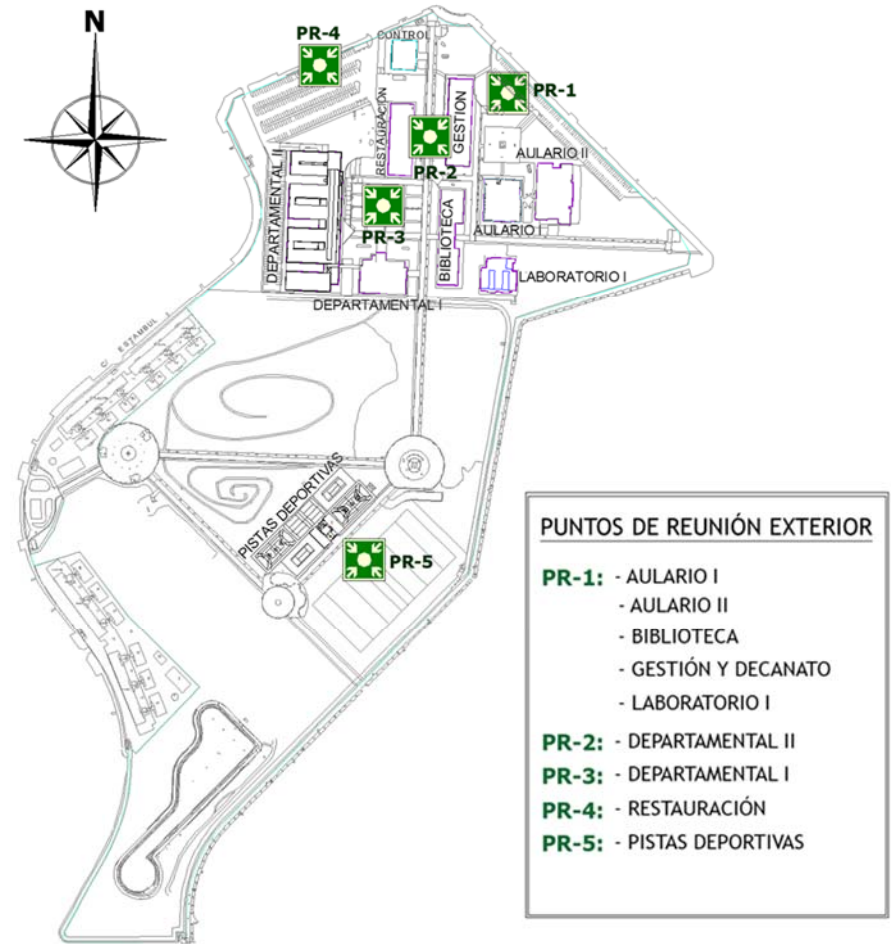 N
PR-4
CONTROL
PR-1
RESTAURACIÓN
GESTION
AULARIO II
PR-2
DEPARTAMENTAL II
PR-3
BIBLIOTECA
AULARIO I
LABORATORIO I
DEPARTAMENTAL I
ESTAMBUL
PISTAS DEPORTIVAS
PR-5
PUNTOS DE REUNIÓN EXTERIOR
PR-1: - AULARIO I
- AULARIO II
- BIBLIOTECA
- GESTIÓN Y DECANATO
- LABORATORIO I
PR-2: - DEPARTAMENTAL II
PR-3: - DEPARTAMENTAL I
PR-4: - RESTAURACIÓN
PR-5: - PISTAS DEPORTIVAS